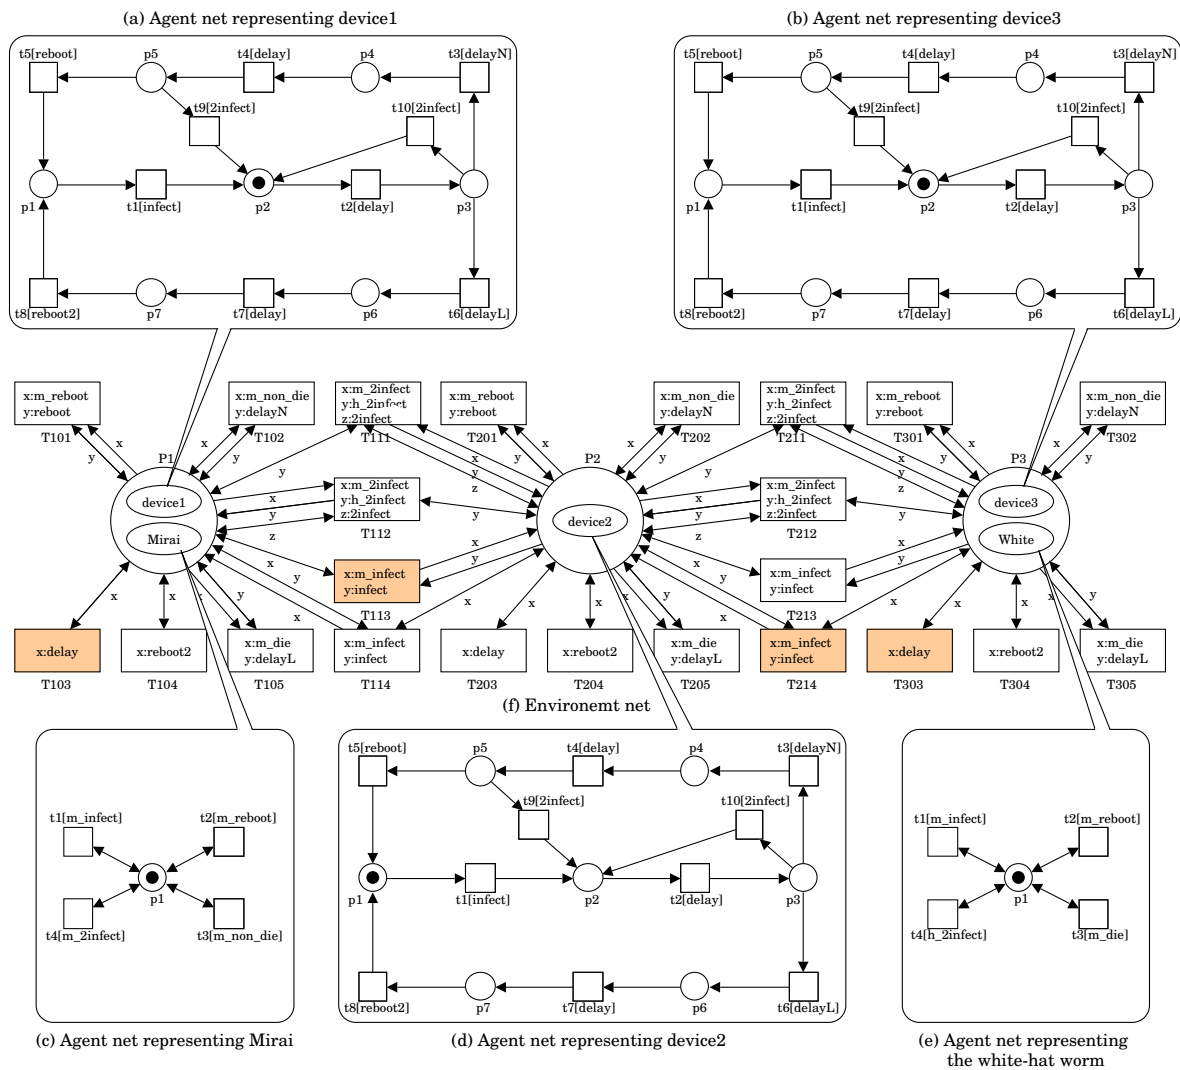 (a) Agent net representing device1
(b) Agent net representing device3
t5[reboot] p5 t4[delay] p4 t3[delayN]
t9[2infect] t10[2infect]
p1 t1[infect] p2 t2[delay] p3
t8[reboot2] p7 t7[delay] p6 t6[delayL]
t5[reboot] p5 t4[delay] p4 t3[delayN]
t9[2infect] t10[2infect]
p1 t1[infect] p2 t2[delay] p3
t8[reboot2] p7 t7[delay] p6 t6[delayL]
x:m_reboot
y:reboot
T101
x:m_non_die
y:delayN
T102
x:m_2infect
y:h_2infect
z:2infect
T111
x:m_reboot
y:reboot
T201
x:m_non_die
y:delayN
T202
x:m_2infect
y:h_2infect
z:2infect
T211
x:m_reboot
y:reboot
T301
x:m_non_die
y:delayN
T302
x
y
x
y
y
x
y
z
x
y
x
y
y
x
y
z
x
y
x
y
P1
device1
Mirai
P2
device2
P3
device3
White
x:m_2infect
y:h_2infect
z:2infect
T112
x:m_2infect
y:h_2infect
z:2infect
T212
x
y
z
y
x
y
z
y
x:m_infect
y:infect
T113
x:m_infect
y:infect
T213
x
y
x
y
x
y
x
y
x
x
x
y
x
x
x
x
y
x
x
x
x
y
x:delay
T103
x:reboot2
T104
x:m_die
y:delayL
T105
x:m_infect
y:infect
T114
x:delay
T203
x:reboot2
T204
x:m_die
y:delayL
T205
x:m_infect
y:infect
T214
x:delay
T303
x:reboot2
T304
x:m_die
y:delayL
T305
(f) Environemt net
t1[m_infect] t2[m_reboot]
p1
t4[m_2infect] t3[m_non_die]
(c) Agent net representing Mirai
t5[reboot] p5 t4[delay] p4 t3[delayN]
t9[2infect] t10[2infect]
p1 t1[infect] p2 t2[delay] p3
t8[reboot2] p7 t7[delay] p6 t6[delayL]
(d) Agent net representing device2
t1[m_infect] t2[m_reboot]
p1
t4[h_2infect] t3[m_die]
(e) Agent net representing
the white-hat worm